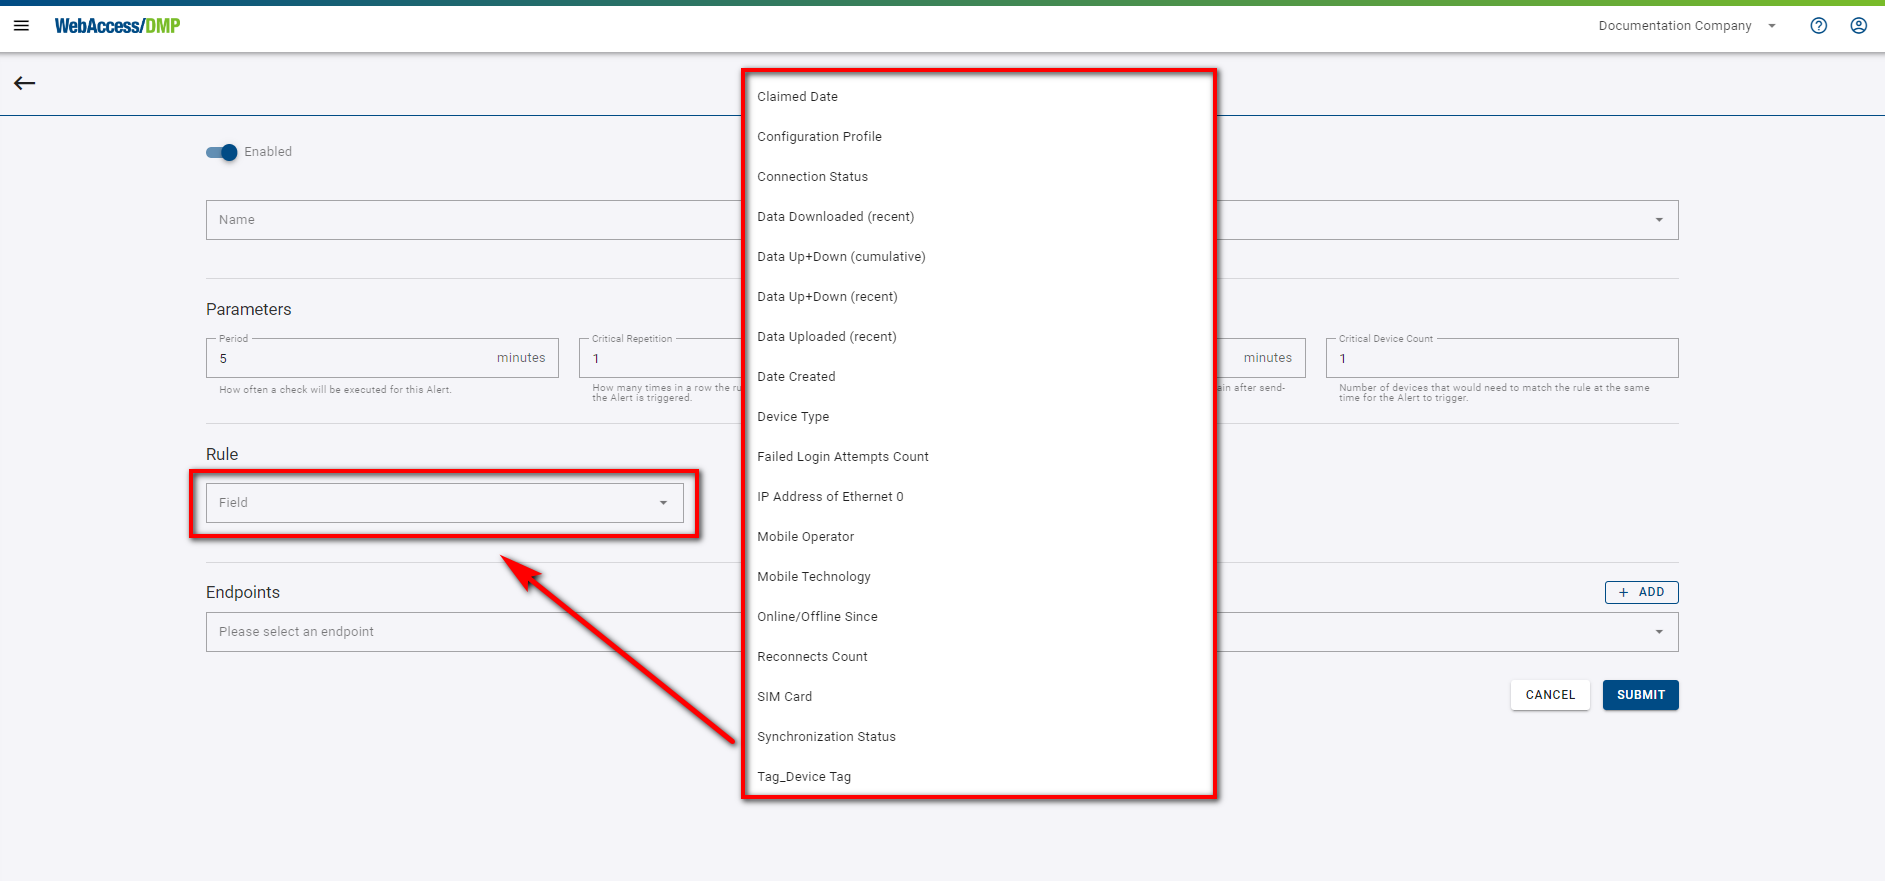 WebAccess/DMP
Documentation Company
Claimed Date
Configuration Profile
Connection Status
Data Downloaded (recent)
Data Up+Down (cumulative)
Data Up+Down (recent)
Data Uploaded (recent)
Date Created
Device Type
Failed Login Attempts Count
IP Address of Ethernet 0
Mobile Operator
Mobile Technology
Online/Offline Since
Reconnects Count
SIM Card
Synchronization Status
Tag_Device Tag
Enabled
Name
Parameters
Period
5 minutes
How often a check will be executed for this Alert.
Critical Repetition
1
How many times in a row the ru
the Alert is triggered.
minutes
ain after send-
Critical Device Count
1
Number of devices that would need to match the rule at the same
time for the Alert to trigger.
Rule
Field
Endpoints
+ ADD
Please select an endpoint
CANCEL
SUBMIT